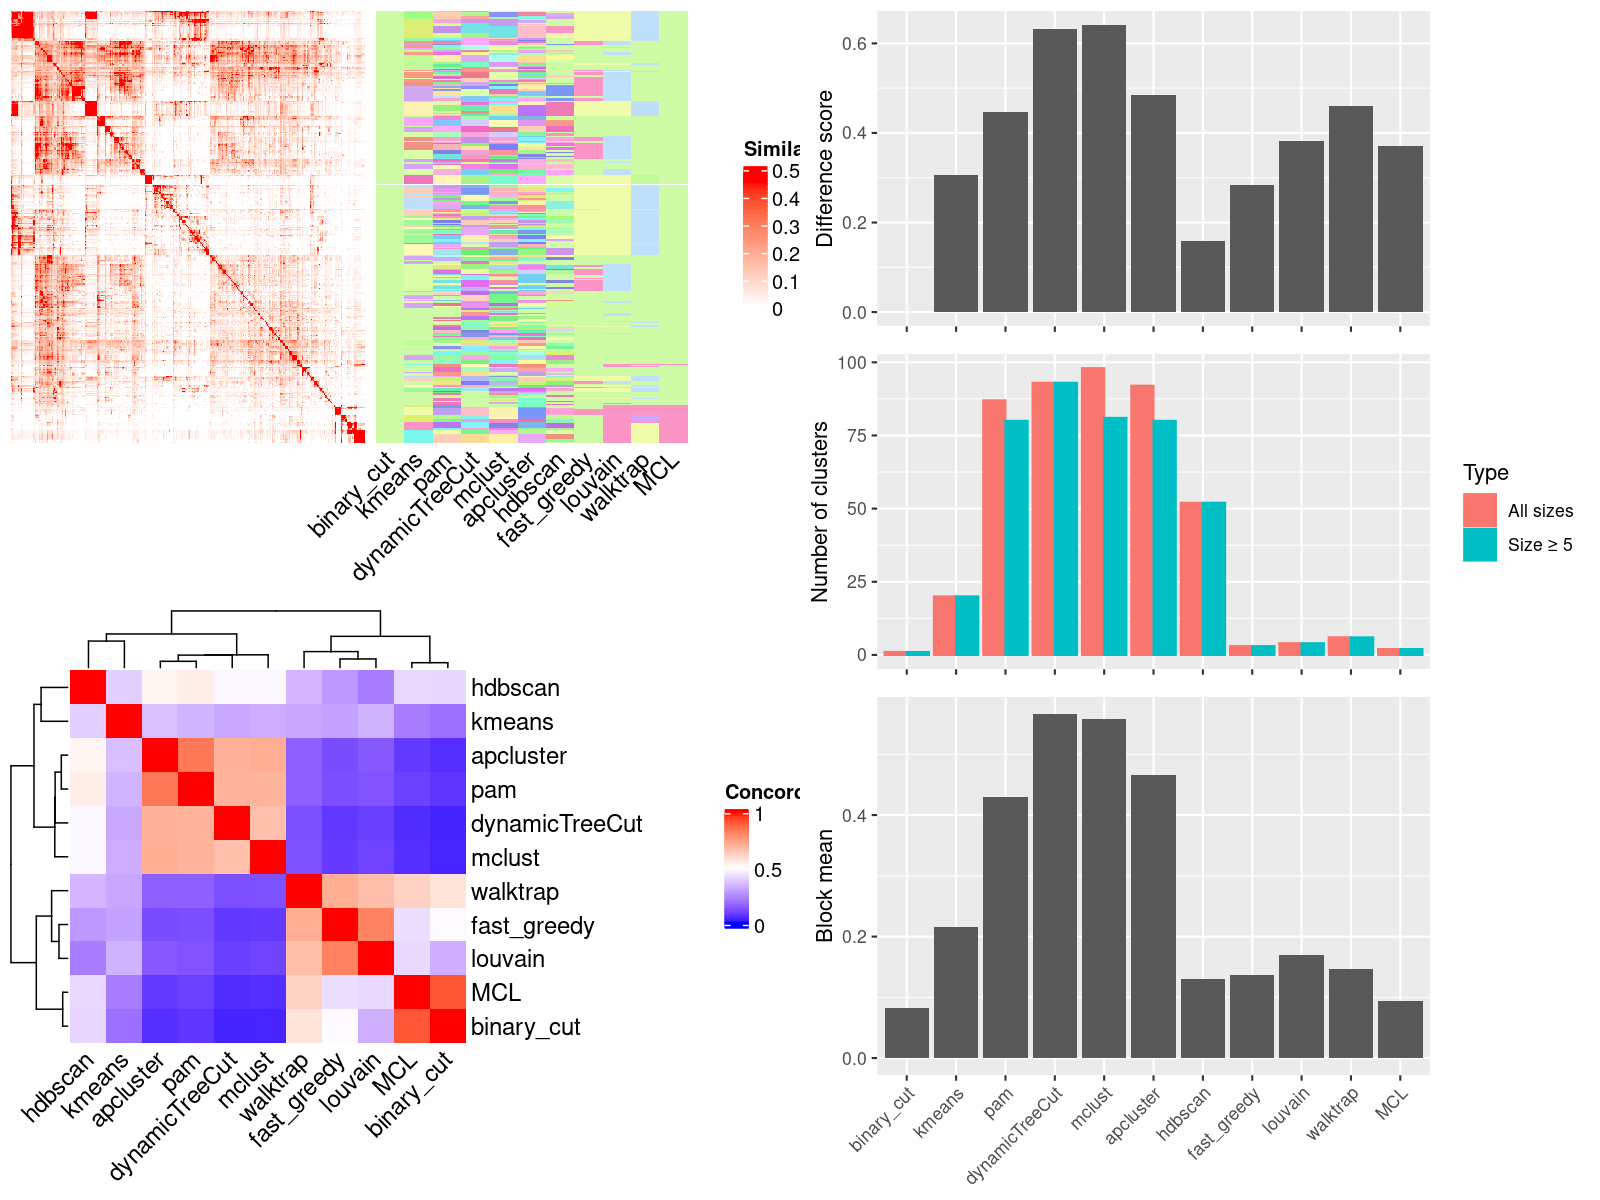 Simila
0.5
0.4
0.3
0.2
0.1
0
binary_cut
kmeans
pam
dynamicTreeCut
mclust
apcluster
hdbscan
fast_greedy
louvain
walktrap
MCL
hdbscan
kmeans
apcluster
pam
dynamicTreeCut
mclust
walktrap
fast_greedy
louvain
MCL
binary_cut
hdbscan
kmeans
apcluster
pam
dynamicTreeCut
mclust
walktrap
fast_greedy
louvain
MCL
binary_cut
Concord
1
0.5
0
Difference score
0.6
0.4
0.2
0.0
Number of clusters
100
75
50
25
0
Type
All sizes
Size ≥ 5
Block mean
0.4
0.2
0.0
binary_cut
kmeans
pam
dynamicTreeCut
mclust
apcluster
hdbscan
fast_greedy
louvain
walktrap
MCL